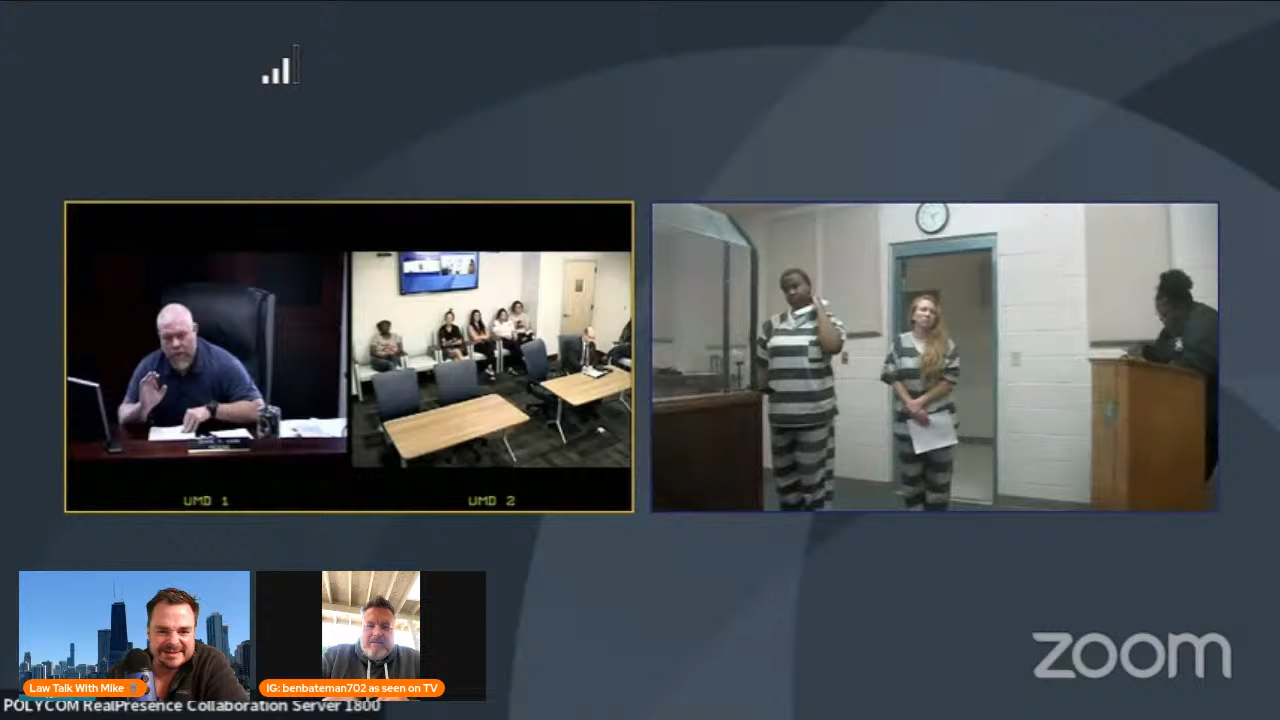 UMD 1
UMD 2
Law Talk With Mike
IG: benbateman702 as seen on TV
zoom
POLYCOM RealPresence Collaboration Server 1800